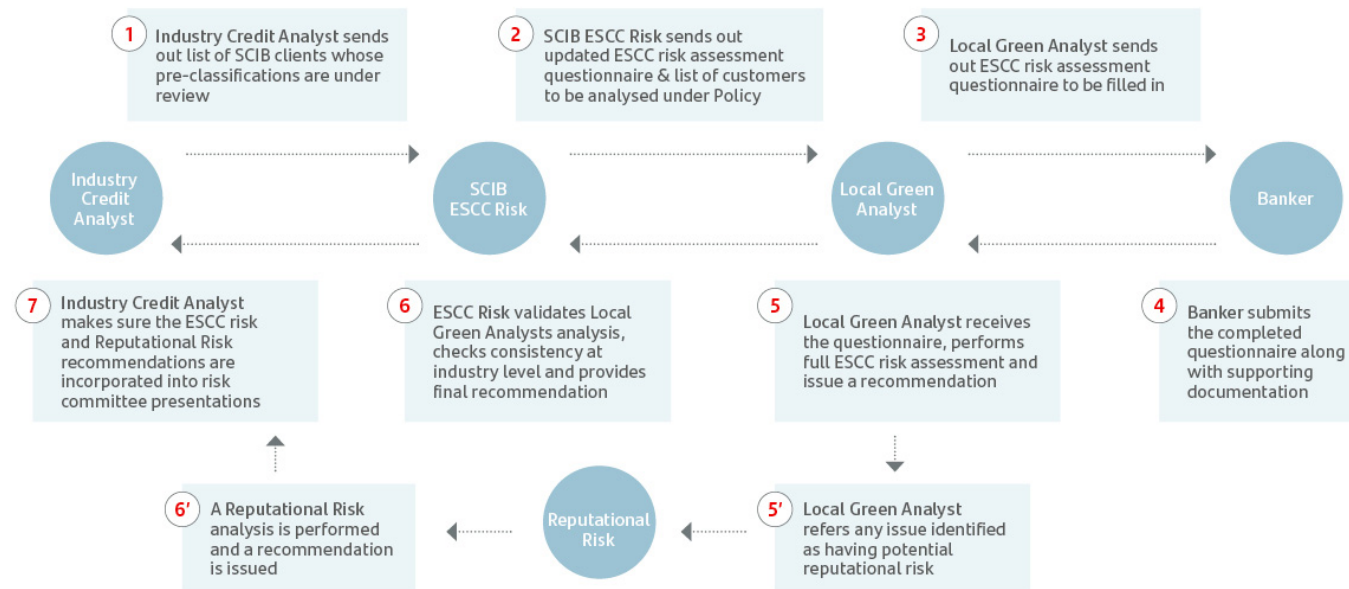 1
Industry Credit Analyst sends
out list of SCIB clients whose
pre-classifications are under
review
2
SCIB ESCC Risk sends out
updated ESCC risk assessment
questionnaire & list of customers
to be analysed under Policy
3
Local Green Analyst sends
out ESCC risk assessment
questionnaire to be filled in
Industry
Credit
Analyst
SCIB
ESCC Risk
Local Green
Analyst
Banker
7
Industry Credit Analyst
makes sure the ESCC risk
and Reputational Risk
recommendations are
incorporated into risk
committee presentations
6
ESCC Risk validates Local
Green Analysts analysis,
checks consistency at
industry level and provides
final recommendation
5
Local Green Analyst receives
the questionnaire, performs
full ESCC risk assessment and
issue a recommendation
4
Banker submits
the completed
questionnaire along
with supporting
documentation
6'
A Reputational Risk
analysis is performed
and a recommendation
is issued
Reputational
Risk
5'
Local Green Analyst
refers any issue identified
as having potential
reputational risk